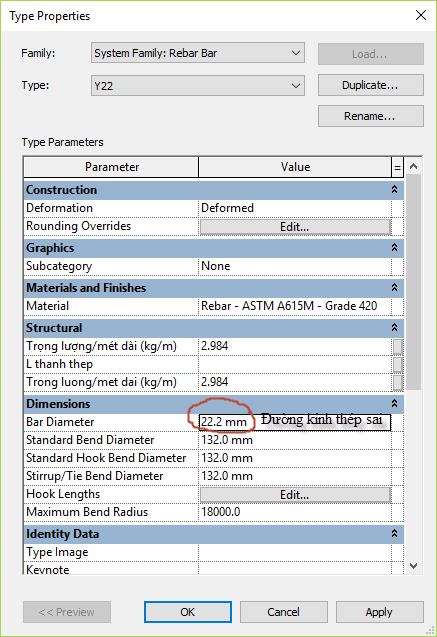 Type Properties
Family: System Family: Rebar Bar Load...
Type: Y22 Duplicate...
Rename...
Type Parameters
Parameter Value =
Construction
Deformation Deformed
Rounding Overrides Edit...
Graphics
Subcategory None
Materials and Finishes
Material Rebar - ASTM A615M - Grade 420
Structural
Trọng lượng/mét dài (kg/m) 2.984
L thanh thep
Trong luong/met dai (kg/m) 2.984
Dimensions
Bar Diameter 22.2 mm Đường kính thép sai
Standard Bend Diameter 132.0 mm
Standard Hook Bend Diameter 132.0 mm
Stirrup/Tie Bend Diameter 132.0 mm
Hook Lengths Edit...
Maximum Bend Radius 18000.0
Identity Data
Type Image
Keynote
<< Preview OK Cancel Apply